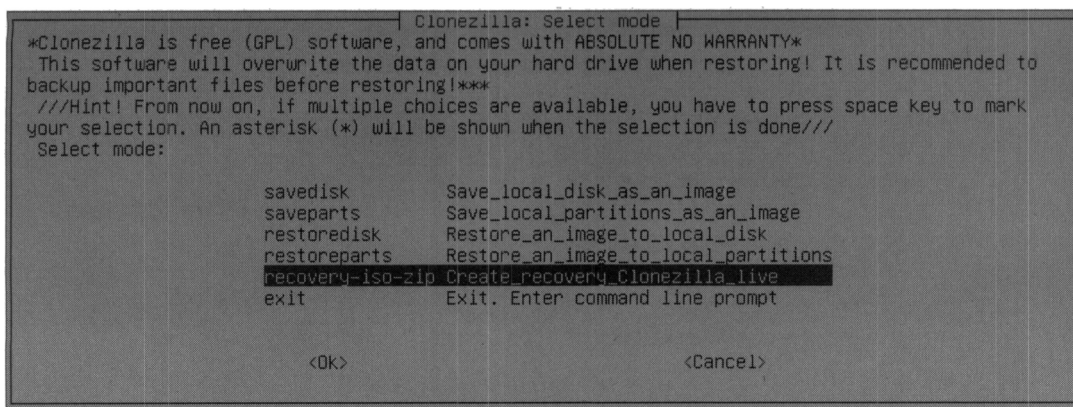 Clonezilla: Select mode
*Clonezilla is free (GPL) software, and comes with ABSOLUTE NO WARRANTY*
This software will overwrite the data on your hard drive when restoring! It is recommended to
backup important files before restoring!***
///Hint! From now on, if multiple choices are available, you have to press space key to mark
your selection. An asterisk (*) will be shown when the selection is done///
Select mode:
savedisk Save_local_disk_as_an_image
saveparts Save_local_partitions_as_an_image
restoredisk Restore_an_image_to_local_disk
restoreparts Restore_an_image_to_local_partitions
recovery-iso-zip Create_recovery_Clonezilla_live
exit Exit. Enter command line prompt
<Ok> <Cancel>